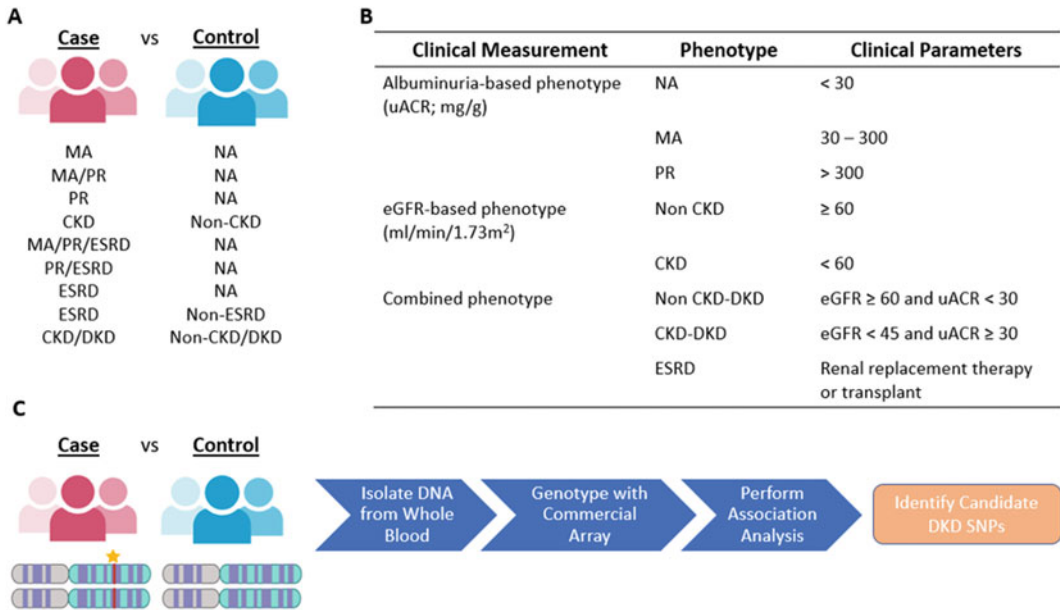 A
Case vs Control
MA NA
MA/PR NA
PR NA
CKD Non-CKD
MA/PR/ESRD NA
PR/ESRD NA
ESRD NA
ESRD Non-ESRD
CKD/DKD Non-CKD/DKD
B
Clinical Measurement Phenotype Clinical Parameters
Albuminuria-based phenotype NA < 30
(uACR; mg/g)
MA 30 – 300
PR > 300
eGFR-based phenotype Non CKD ≥ 60
(ml/min/1.73m²)
CKD < 60
Combined phenotype Non CKD-DKD eGFR ≥ 60 and uACR < 30
CKD-DKD eGFR < 45 and uACR ≥ 30
ESRD Renal replacement therapy
or transplant
C
Case vs Control
Isolate DNA
from Whole
Blood
Genotype with
Commercial
Array
Perform
Association
Analysis
Identify Candidate
DKD SNPs